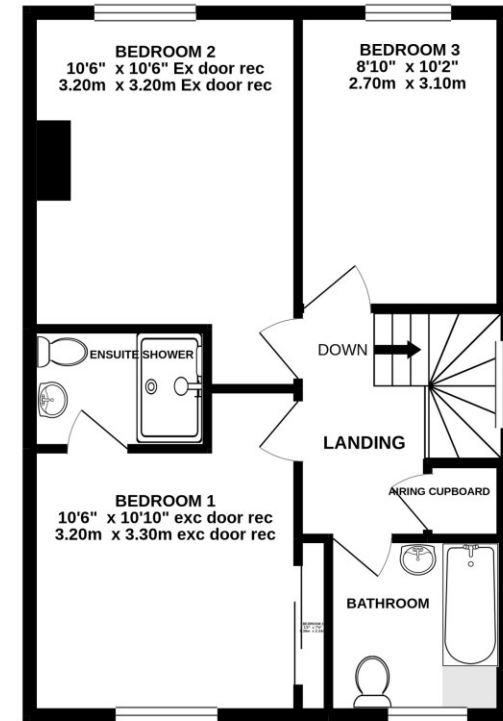 BEDROOM 2
10'6" x 10'6" Ex door rec
3.20m x 3.20m Ex door rec
BEDROOM 3
8'10" x 10'2"
2.70m x 3.10m
ENSUITE SHOWER
DOWN
LANDING
AIRING CUPBOARD
BEDROOM 1
10'6" x 10'10" exc door rec
3.20m x 3.30m exc door rec
BATHROOM